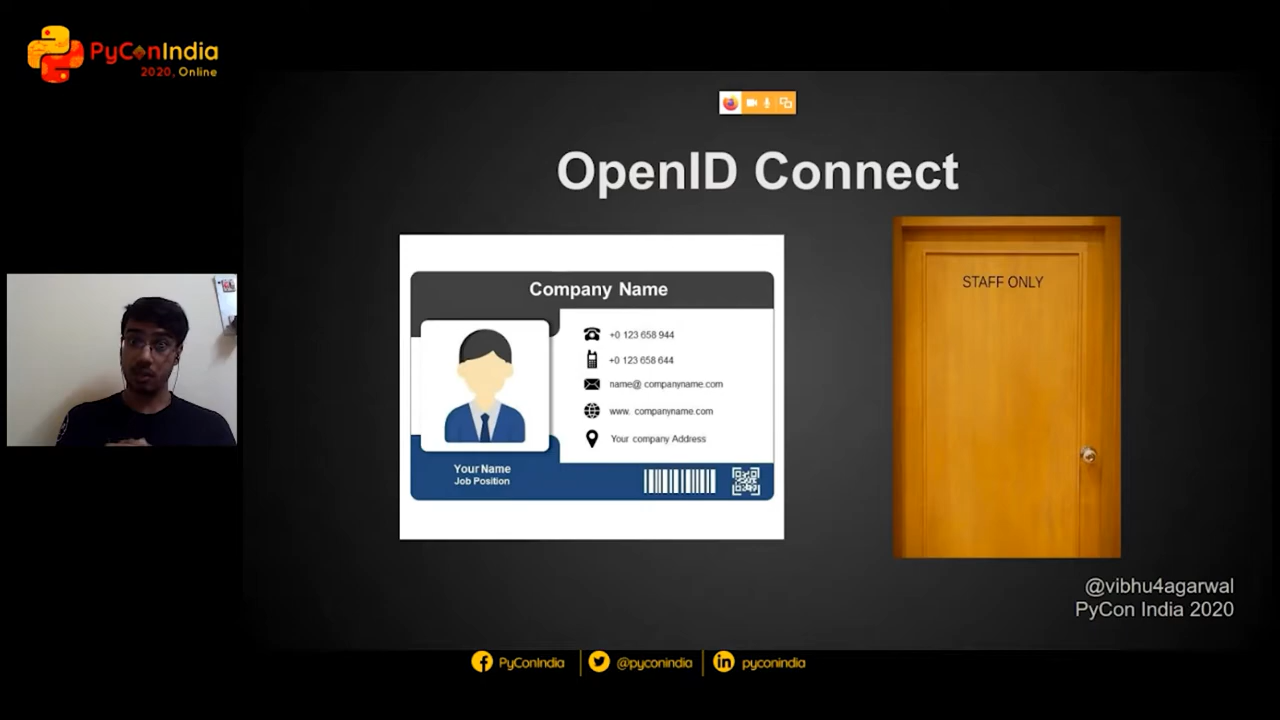 PyConIndia
2020, Online
OpenID Connect
Company Name
+0 123 658 944
+0 123 658 644
name@ companyname.com
www. companyname.com
Your company Address
Your Name
Job Position
STAFF ONLY
@vibhu4agarwal
PyCon India 2020
PyConIndia
@pyconindia
pyconindia